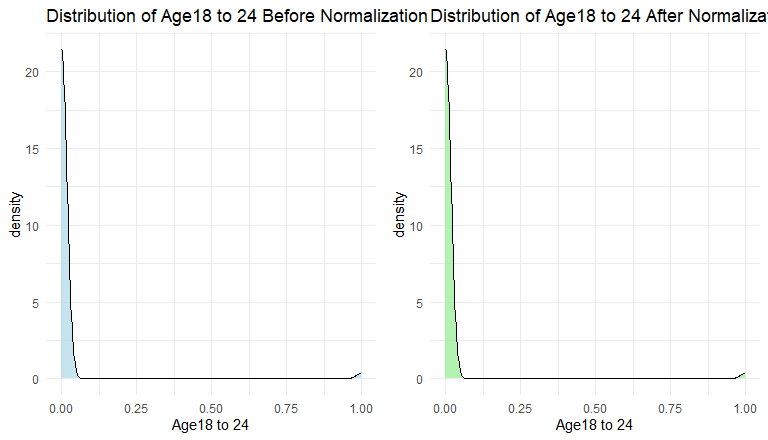 Distribution of Age18 to 24 Before Normalization
density
20
15
10
5
0
0.00 0.25 0.50 0.75 1.00
Age18 to 24
Distribution of Age18 to 24 After Normaliza
density
20
15
10
5
0
0.00 0.25 0.50 0.75 1.00
Age18 to 24